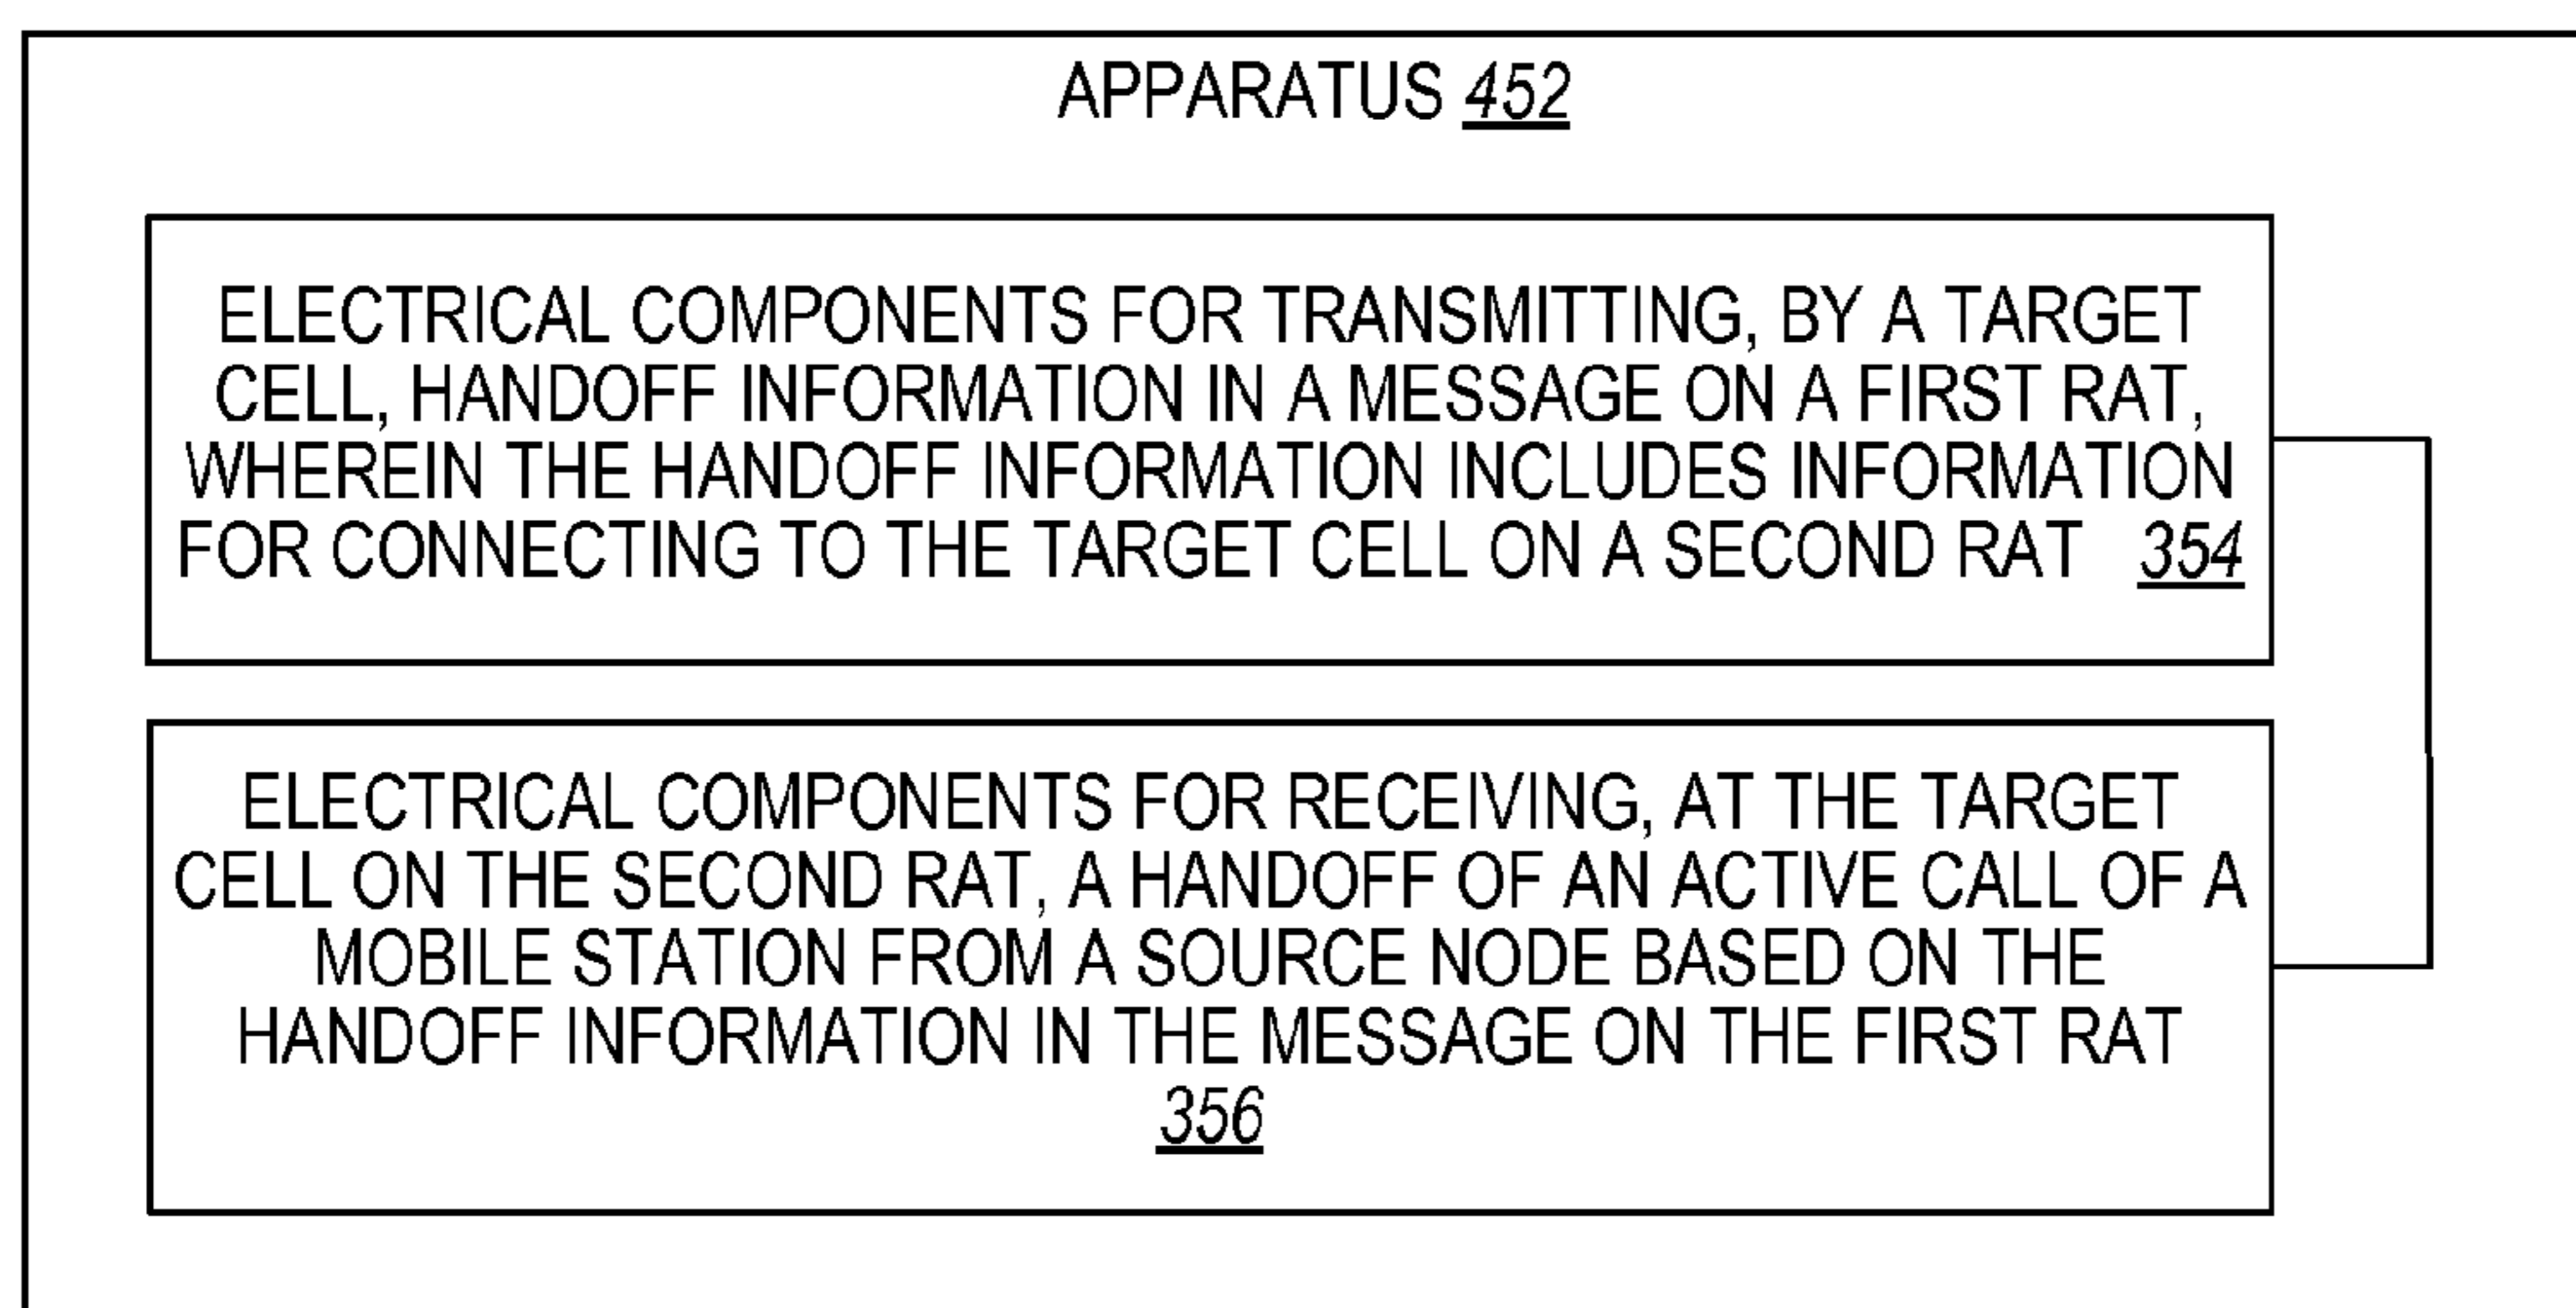 APPARATUS 452
ELECTRICAL COMPONENTS FOR TRANSMITTING, BY A TARGET
CELL, HANDOFF INFORMATION IN A MESSAGE ON A FIRST RAT,
WHEREIN THE HANDOFF INFORMATION INCLUDES INFORMATION
FOR CONNECTING TO THE TARGET CELL ON A SECOND RAT 354
ELECTRICAL COMPONENTS FOR RECEIVING, AT THE TARGET
CELL ON THE SECOND RAT, A HANDOFF OF AN ACTIVE CALL OF A
MOBILE STATION FROM A SOURCE NODE BASED ON THE
HANDOFF INFORMATION IN THE MESSAGE ON THE FIRST RAT
356